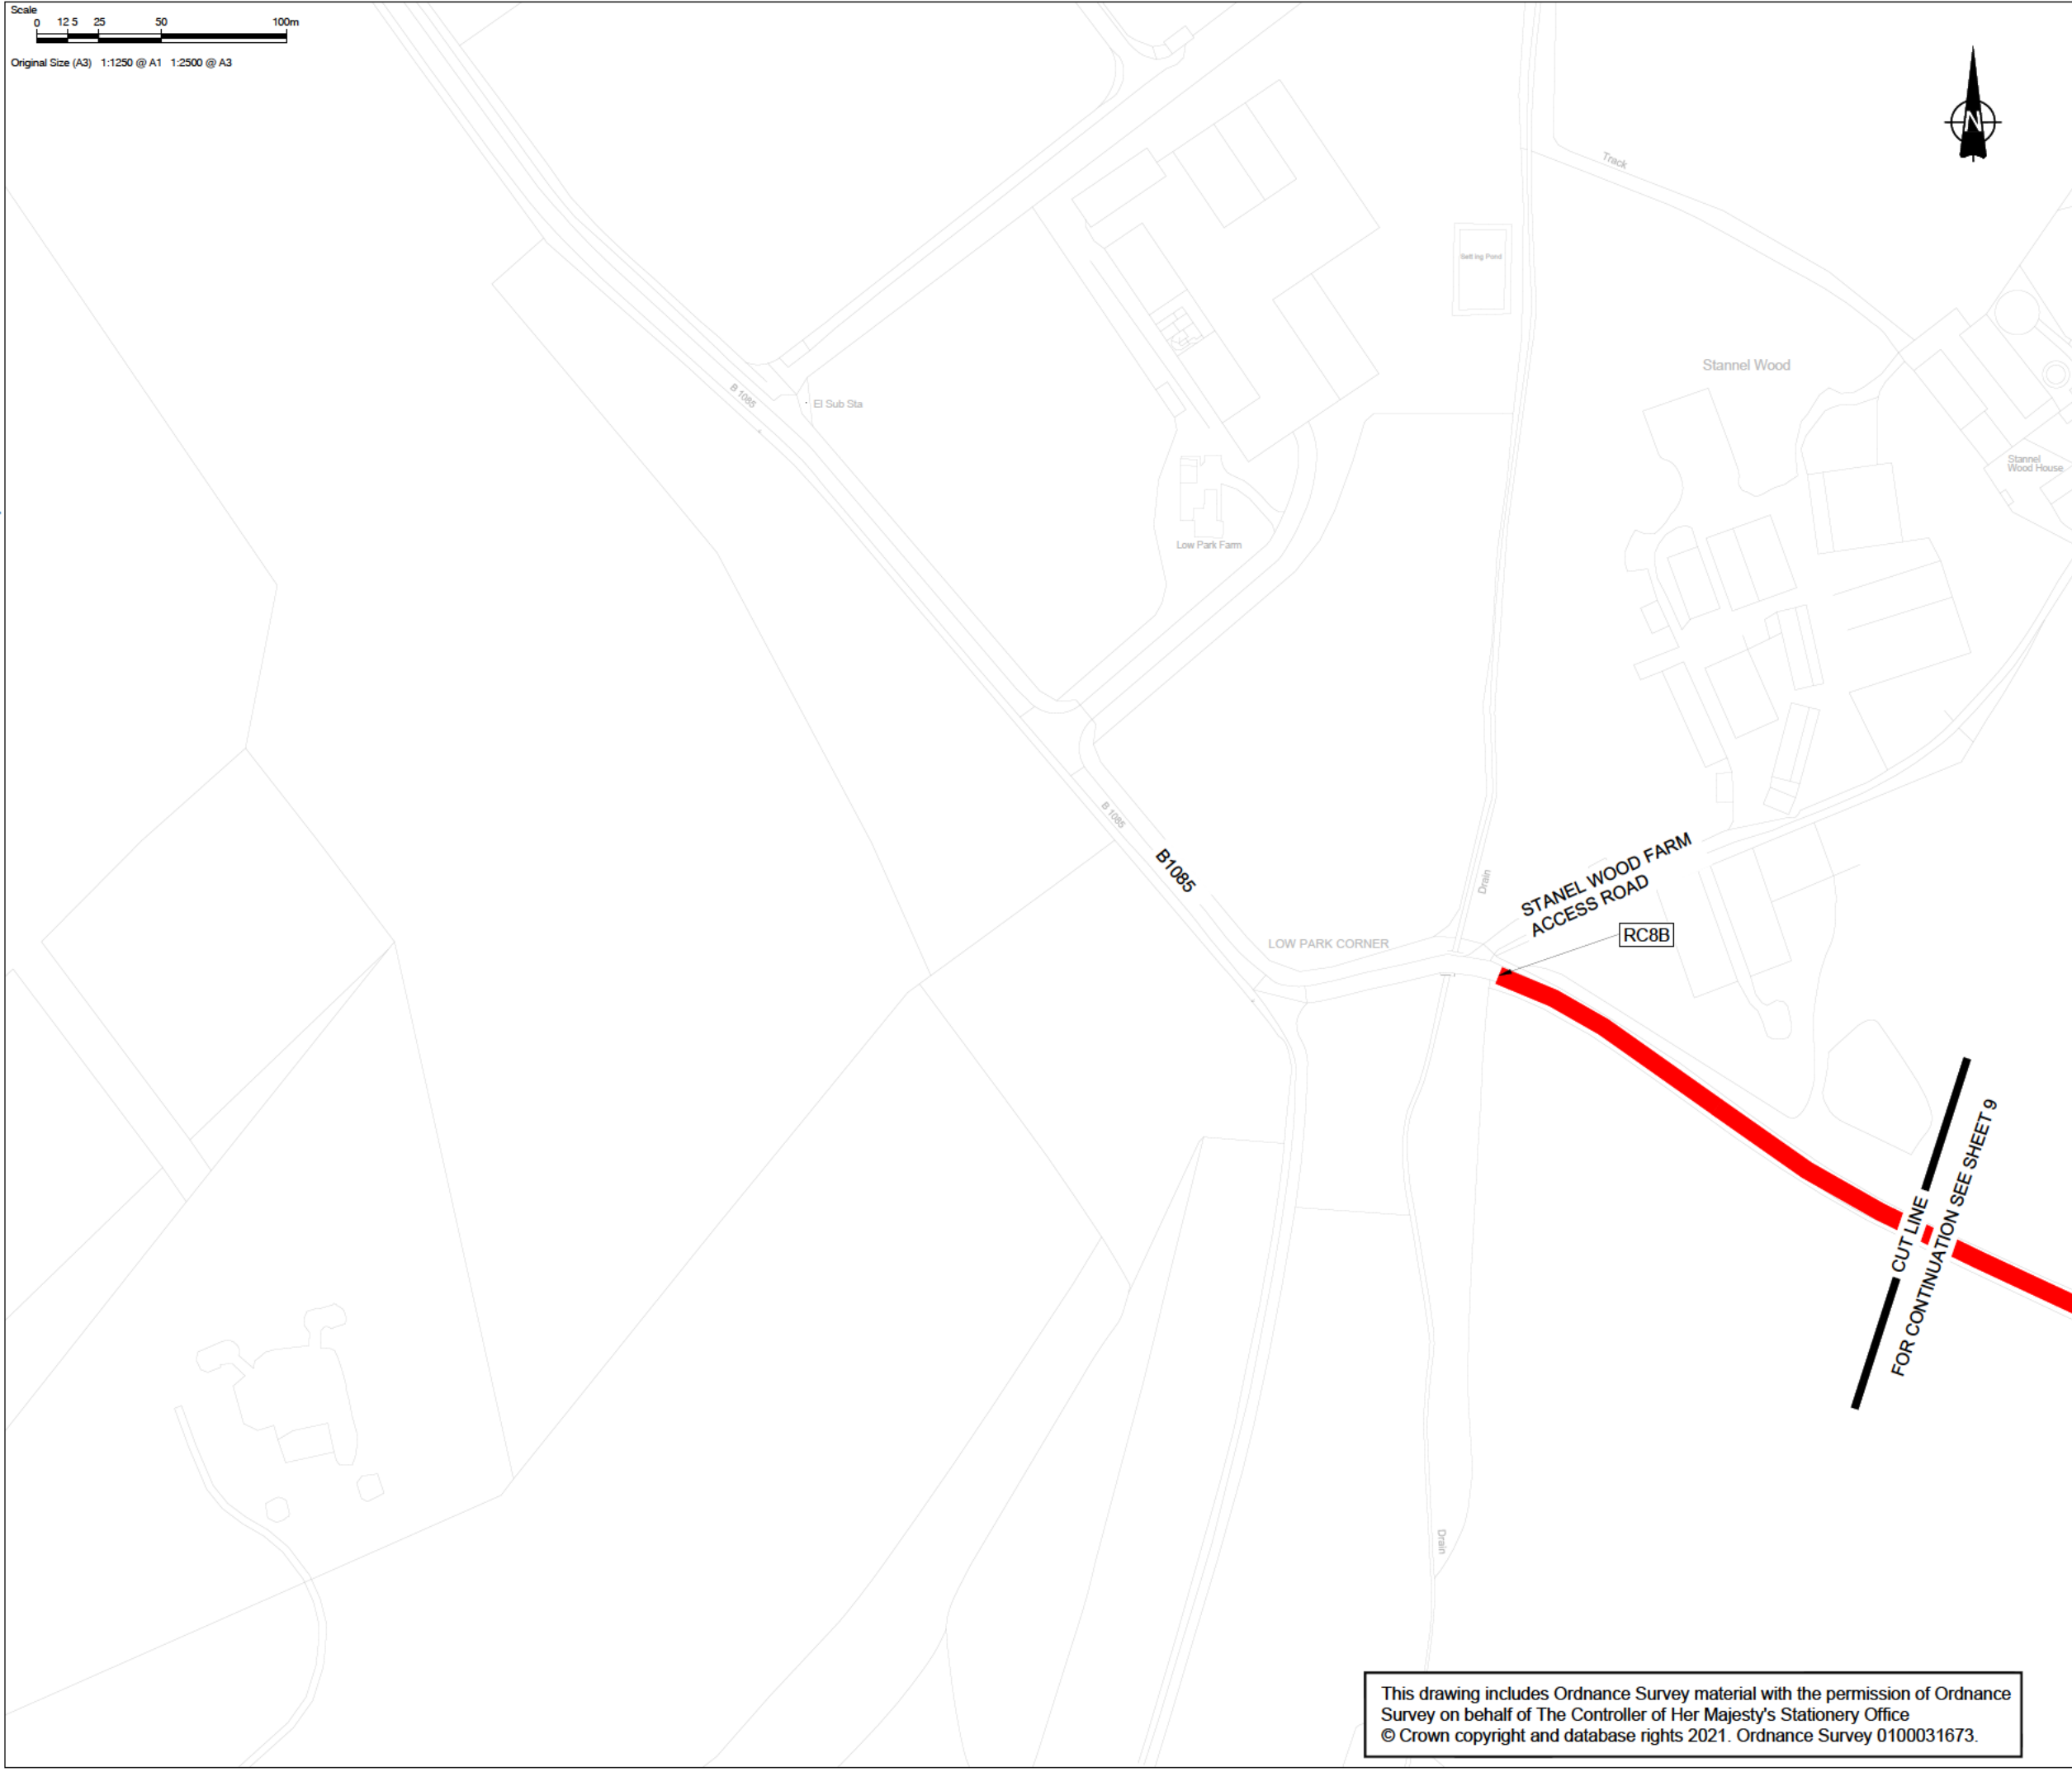 Scale
0 12 5 25 50 100m
Original Size (A3) 1:1250 @ A1 1:2500 @ A3
N
Track
Sett ing Pond
Stannel Wood
B 1085
El Sub Sta
Stannel
Wood House
Low Park Farm
B 1085
B1085
Drain
STANEL WOOD FARM
ACCESS ROAD
RC8B
LOW PARK CORNER
CUT LINE
FOR CONTINUATION SEE SHEET 9
Drain
This drawing includes Ordnance Survey material with the permission of Ordnance
Survey on behalf of The Controller of Her Majesty's Stationery Office
© Crown copyright and database rights 2021. Ordnance Survey 0100031673.